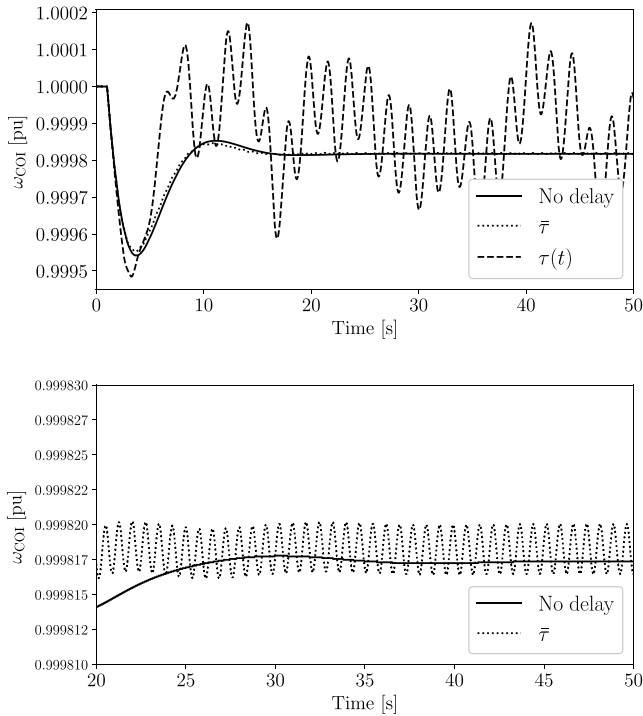 1.0002
1.0001
1.0000
0.9999
0.9998
0.9997
0.9996
0.9995
ωCOI [pu]
No delay
τ̄
τ(t)
0 10 20 30 40 50
Time [s]
0.999830
0.999827
0.999825
0.999822
0.999820
0.999817
0.999815
0.999812
0.999810
ωCOI [pu]
No delay
τ̄
20 25 30 35 40 45 50
Time [s]